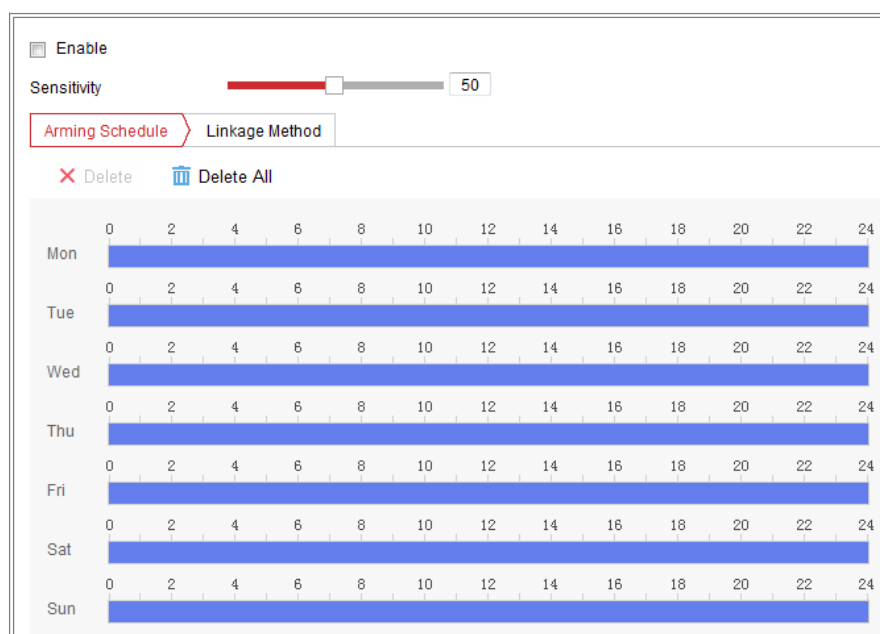 Enable
Sensitivity 50
Arming Schedule Linkage Method
Delete Delete All
0 2 4 6 8 10 12 14 16 18 20 22 24
Mon
0 2 4 6 8 10 12 14 16 18 20 22 24
Tue
0 2 4 6 8 10 12 14 16 18 20 22 24
Wed
0 2 4 6 8 10 12 14 16 18 20 22 24
Thu
0 2 4 6 8 10 12 14 16 18 20 22 24
Fri
0 2 4 6 8 10 12 14 16 18 20 22 24
Sat
0 2 4 6 8 10 12 14 16 18 20 22 24
Sun